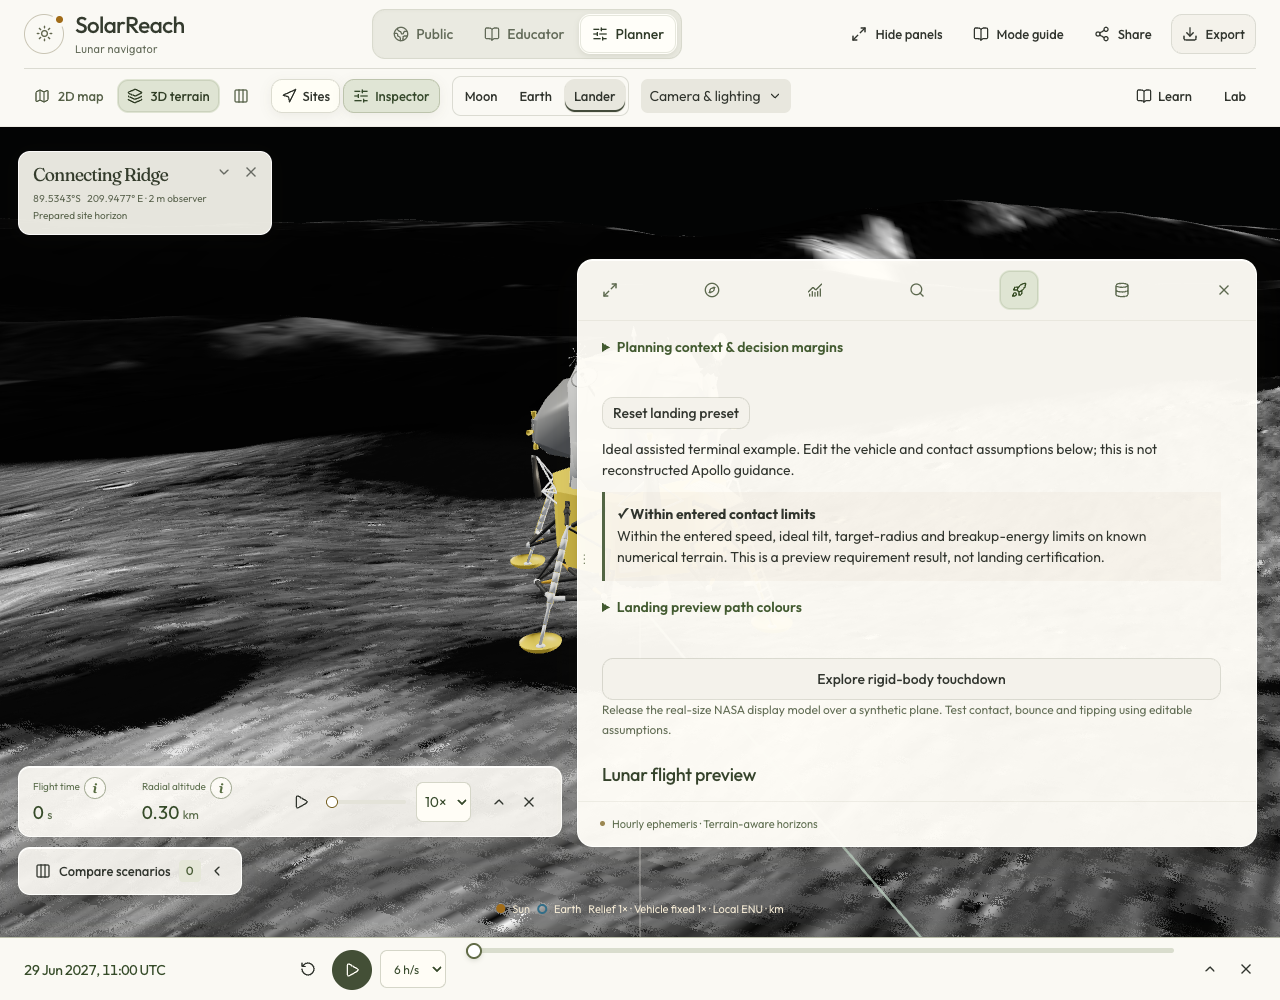 SolarReach
Lunar navigator
Public
Educator
Planner
Hide panels
Mode guide
Share
Export
2D map
3D terrain
Sites
Inspector
Moon
Earth
Lander
Camera & lighting
Learn
Lab
Connecting Ridge
89.5343°S 209.9477° E · 2 m observer
Prepared site horizon
Planning context & decision margins
Reset landing preset
Ideal assisted terminal example. Edit the vehicle and contact assumptions below; this is not
reconstructed Apollo guidance.
✓ Within entered contact limits
Within the entered speed, ideal tilt, target-radius and breakup-energy limits on known
numerical terrain. This is a preview requirement result, not landing certification.
Landing preview path colours
Explore rigid-body touchdown
Release the real-size NASA display model over a synthetic plane. Test contact, bounce and tipping using editable
assumptions.
Lunar flight preview
Hourly ephemeris · Terrain-aware horizons
Flight time i
0 s
Radial altitude i
0.30 km
10×
Compare scenarios 0
Sun Earth Relief 1× · Vehicle fixed 1× · Local ENU · km
29 Jun 2027, 11:00 UTC
6 h/s